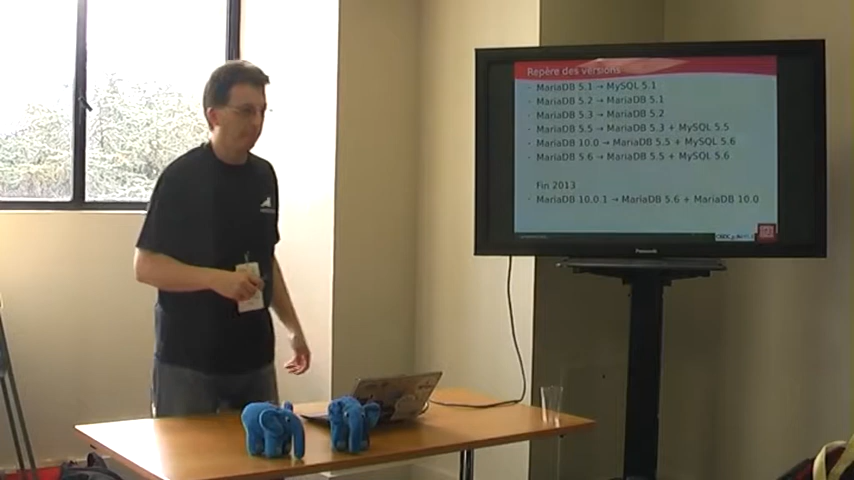 Repère des versions
- MariaDB 5.1 → MySQL 5.1
- MariaDB 5.2 → MariaDB 5.1
- MariaDB 5.3 → MariaDB 5.2
- MariaDB 5.5 → MariaDB 5.3 + MySQL 5.5
- MariaDB 10.0 → MariaDB 5.5 + MySQL 5.6
- MariaDB 5.6 → MariaDB 5.5 + MySQL 5.6
Fin 2013
- MariaDB 10.0.1 → MariaDB 5.6 + MariaDB 10.0
Panasonic